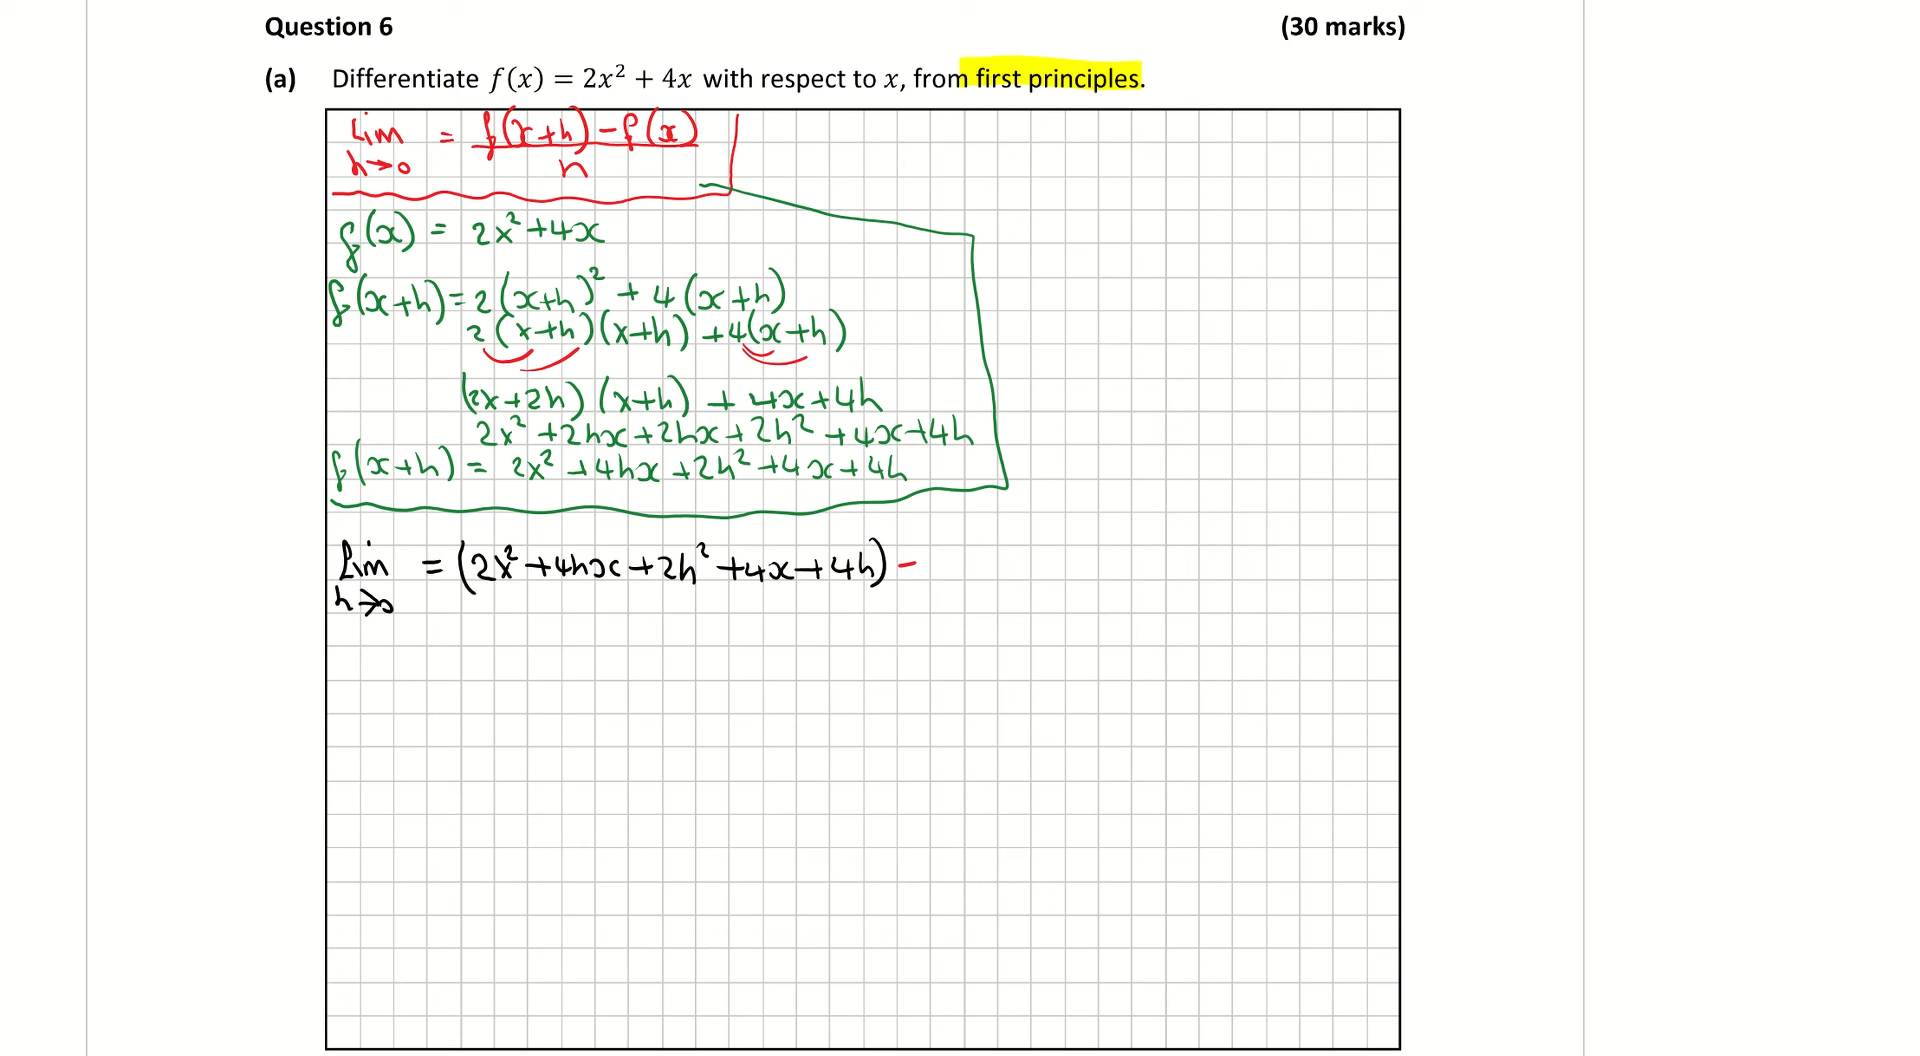 Question 6 (30 marks)
(a) Differentiate f(x) = 2x² + 4x with respect to x, from first principles.
Lim = f(x+h) - f(x)
h→0 h
f(x) = 2x² + 4x
f(x+h) = 2(x+h)² + 4(x+h)
2(x+h)(x+h) + 4(x+h)
(2x+2h)(x+h) + 4x + 4h
2x² + 2hx + 2hx + 2h² + 4x + 4h
f(x+h) = 2x² + 4hx + 2h² + 4x + 4h
Lim = (2x² + 4hx + 2h² + 4x + 4h) -
h→0